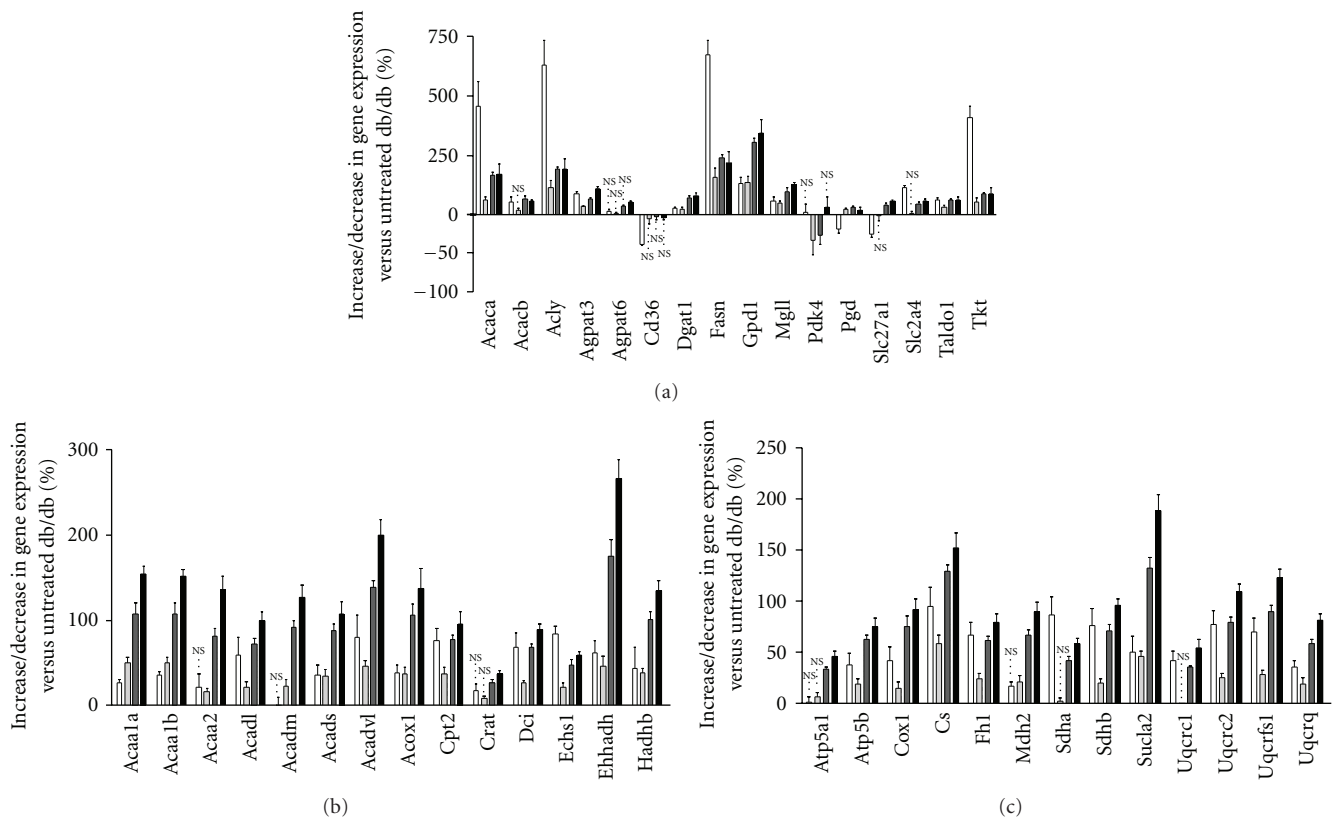 Increase/decrease in gene expression
versus untreated db/db (%)
750
500
250
0
−50
−100
NS
NS
NS
NS
NS
NS
NS
NS
NS
NS
NS
Acaca
Acacb
Acly
Agpat3
Agpat6
Cd36
Dgat1
Fasn
Gpd1
Mgll
Pdk4
Pgd
Slc27a1
Slc2a4
Taldo1
Tkt
(a)
Increase/decrease in gene expression
versus untreated db/db (%)
300
200
100
0
NS
NS
NS
NS
Acaa1a
Acaa1b
Acaa2
Acadl
Acadm
Acads
Acadvl
Acox1
Cpt2
Crat
Dci
Echs1
Ehhadh
Hadhb
(b)
Increase/decrease in gene expression
versus untreated db/db (%)
250
200
150
100
50
0
NS
NS
NS
NS
NS
Atp5a1
Atp5b
Cox1
Cs
Fh1
Mdh2
Sdha
Sdhb
Sucla2
Uqcrc1
Uqcrc2
Uqcrfs1
Uqcrq
(c)